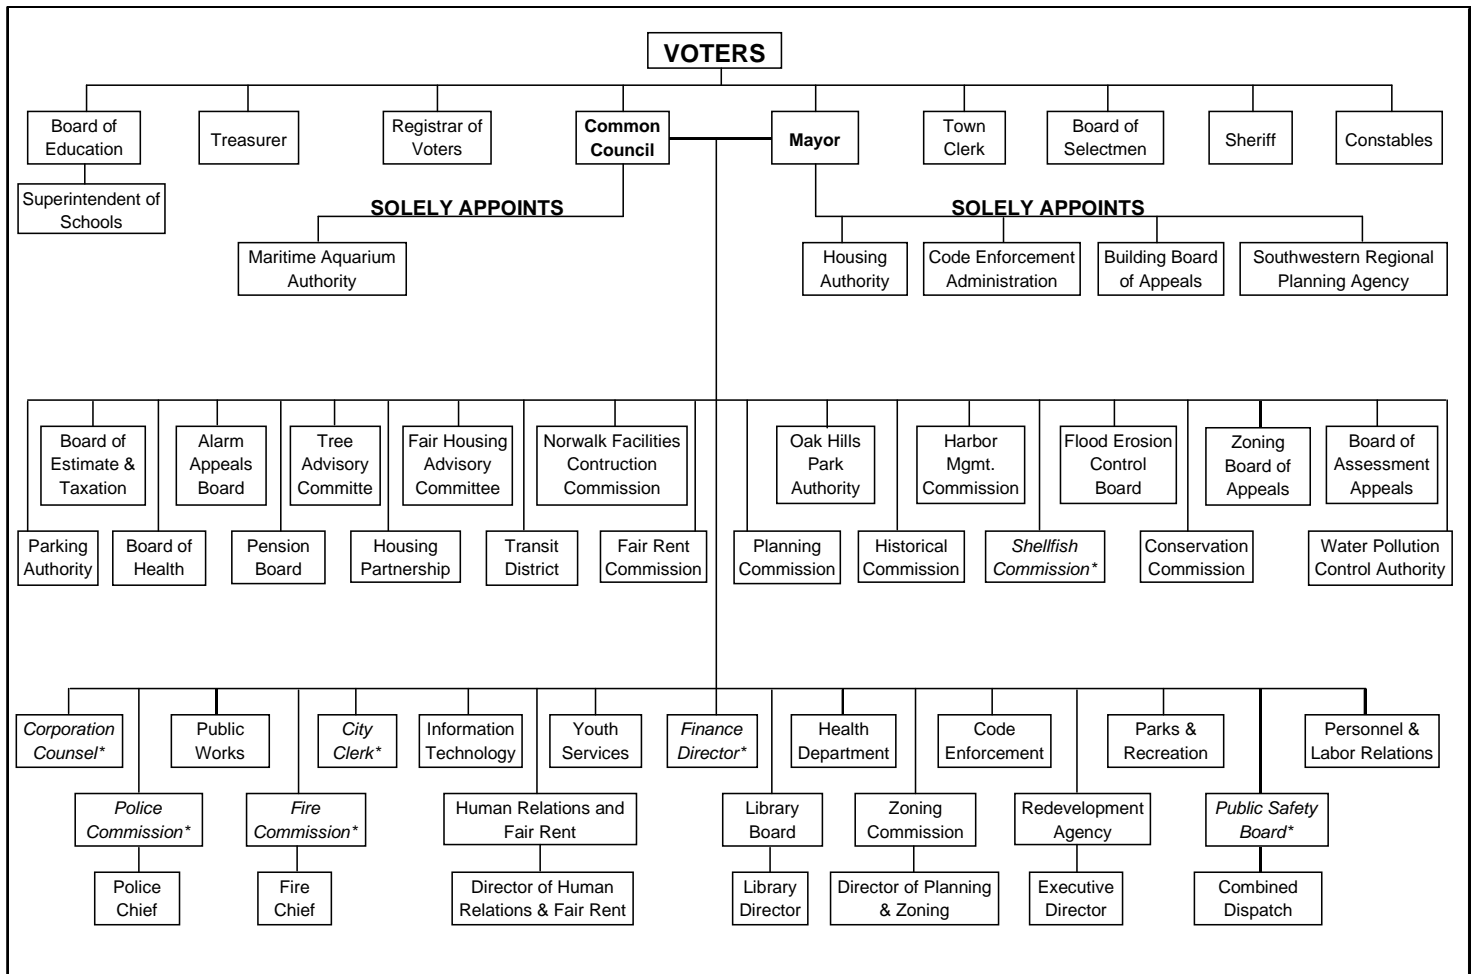 VOTERS
Board of
Education
Treasurer
Registrar of
Voters
Common
Council
Mayor
Town
Clerk
Board of
Selectmen
Sheriff
Constables
Superintendent of
Schools
SOLELY APPOINTS
SOLELY APPOINTS
Maritime Aquarium
Authority
Housing
Authority
Code Enforcement
Administration
Building Board
of Appeals
Southwestern Regional
Planning Agency
Board of
Estimate &
Taxation
Alarm
Appeals
Board
Tree
Advisory
Committe
Fair Housing
Advisory
Committee
Norwalk Facilities
Contruction
Commission
Oak Hills
Park
Authority
Harbor
Mgmt.
Commission
Flood Erosion
Control
Board
Zoning
Board of
Appeals
Board of
Assessment
Appeals
Parking
Authority
Board of
Health
Pension
Board
Housing
Partnership
Transit
District
Fair Rent
Commission
Planning
Commission
Historical
Commission
Shellfish
Commission*
Conservation
Commission
Water Pollution
Control Authority
Corporation
Counsel*
Public
Works
City
Clerk*
Information
Technology
Youth
Services
Finance
Director*
Health
Department
Code
Enforcement
Parks &
Recreation
Personnel &
Labor Relations
Police
Commission*
Fire
Commission*
Human Relations and
Fair Rent
Library
Board
Zoning
Commission
Redevelopment
Agency
Public Safety
Board*
Police
Chief
Fire
Chief
Director of Human
Relations & Fair Rent
Library
Director
Director of Planning
& Zoning
Executive
Director
Combined
Dispatch